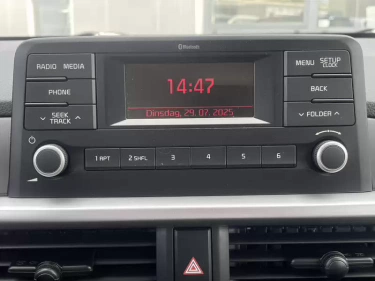 Bluetooth
RADIO MEDIA
14:47
MENU SETUP
CLOCK
PHONE
BACK
Dinsdag, 29.07.2025
SEEK
TRACK
FOLDER
1 RPT 2 SHFL 3 4 5 6